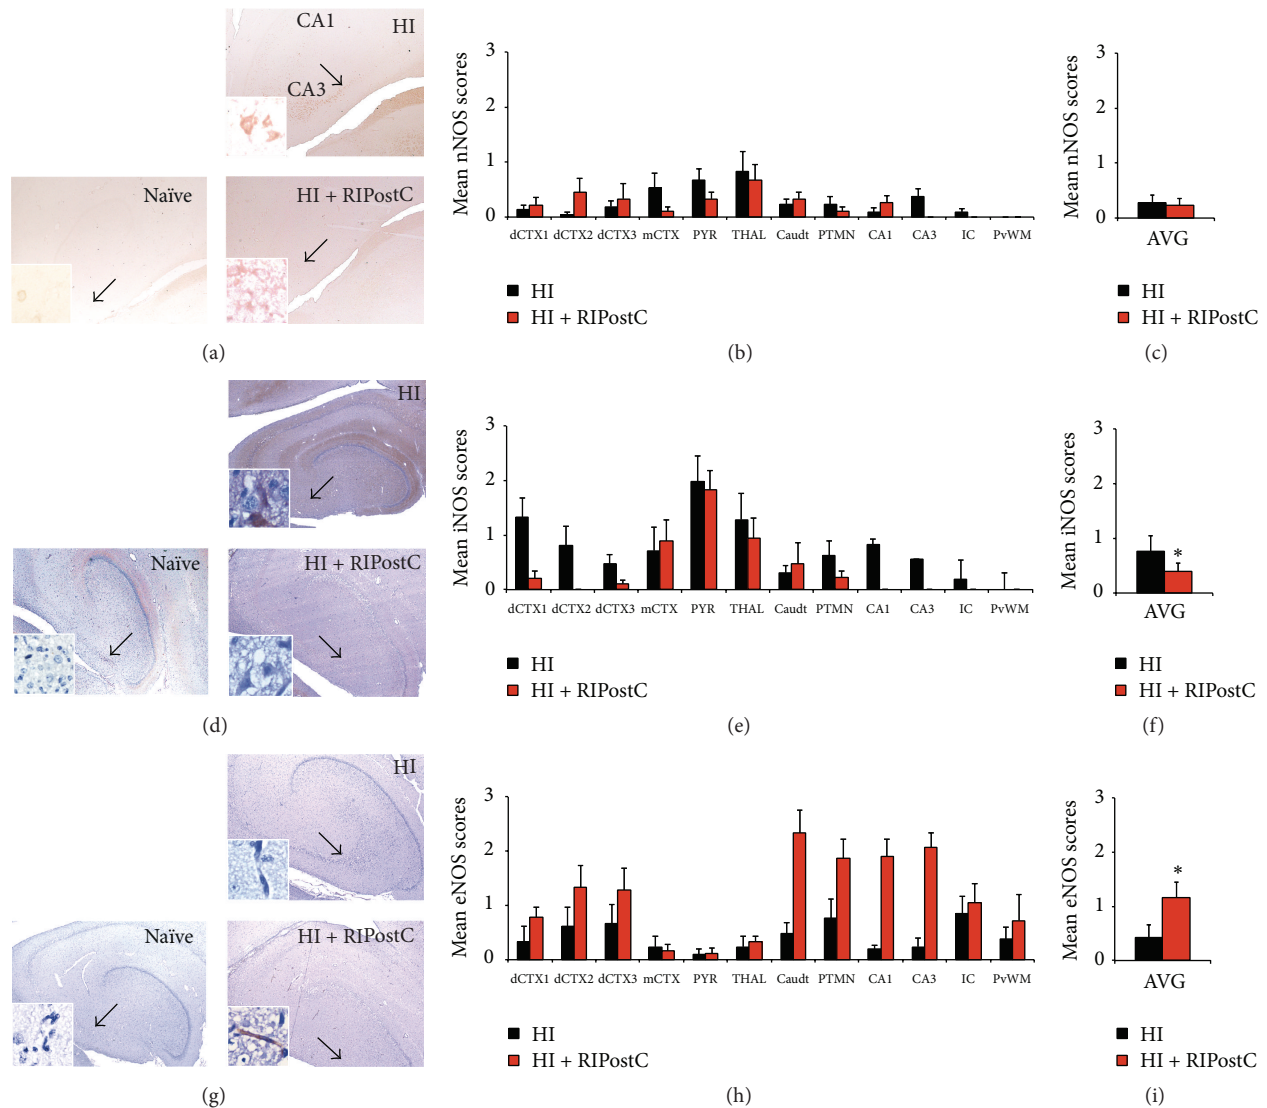 CA1
HI
CA3
Naïve
HI + RIPostC
(a)
Mean nNOS scores
3
2
1
0
dCTX1 dCTX2 dCTX3 mCTX PYR THAL Caudt PTMN CA1 CA3 IC PvWM
HI
HI + RIPostC
(b)
Mean nNOS scores
3
2
1
0
AVG
HI
HI + RIPostC
(c)
HI
Naïve
HI + RIPostC
(d)
Mean iNOS scores
3
2
1
0
dCTX1 dCTX2 dCTX3 mCTX PYR THAL Caudt PTMN CA1 CA3 IC PvWM
HI
HI + RIPostC
(e)
Mean iNOS scores
3
2
1
0
*
AVG
HI
HI + RIPostC
(f)
HI
Naïve
HI + RIPostC
(g)
Mean eNOS scores
3
2
1
0
dCTX1 dCTX2 dCTX3 mCTX PYR THAL Caudt PTMN CA1 CA3 IC PvWM
HI
HI + RIPostC
(h)
Mean eNOS scores
3
2
1
0
*
AVG
HI
HI + RIPostC
(i)